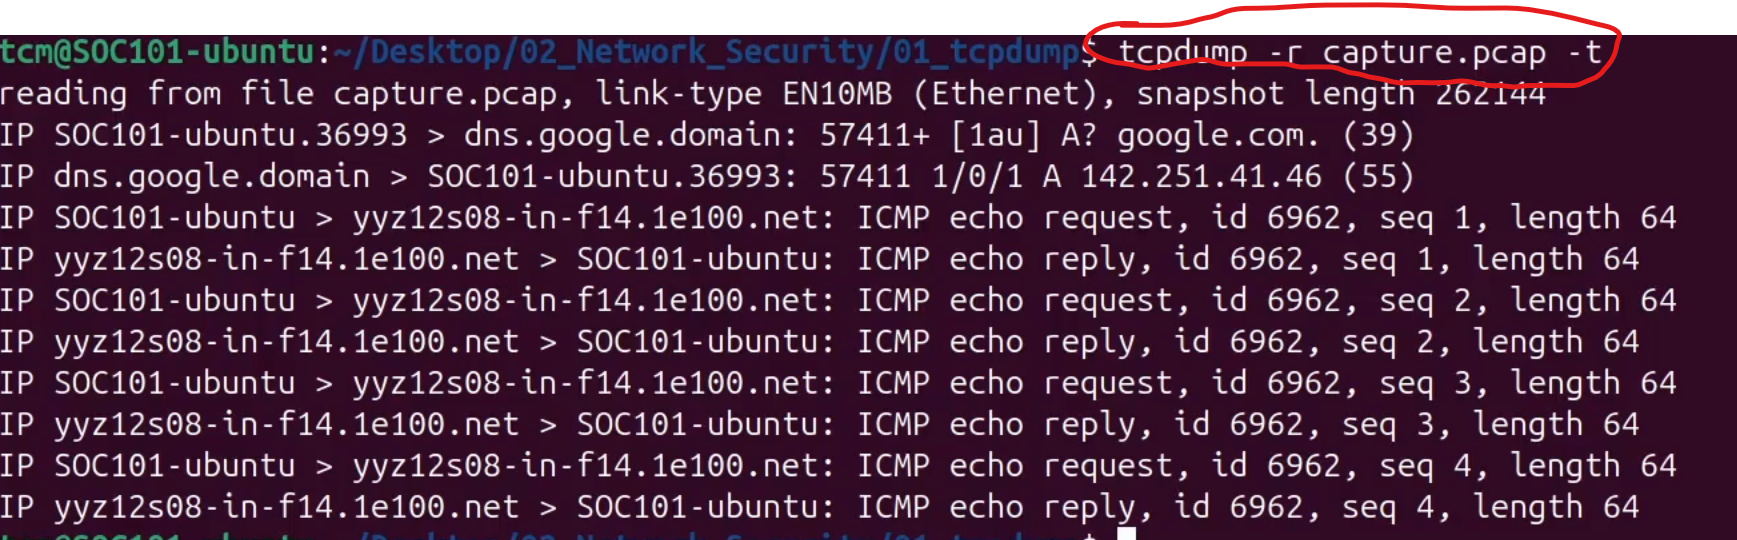 tcm@SOC101-ubuntu:~/Desktop/02_Network_Security/01_tcpdump$ tcpdump -r capture.pcap -t
reading from file capture.pcap, link-type EN10MB (Ethernet), snapshot length 262144
IP SOC101-ubuntu.36993 > dns.google.domain: 57411+ [1au] A? google.com. (39)
IP dns.google.domain > SOC101-ubuntu.36993: 57411 1/0/1 A 142.251.41.46 (55)
IP SOC101-ubuntu > yyz12s08-in-f14.1e100.net: ICMP echo request, id 6962, seq 1, length 64
IP yyz12s08-in-f14.1e100.net > SOC101-ubuntu: ICMP echo reply, id 6962, seq 1, length 64
IP SOC101-ubuntu > yyz12s08-in-f14.1e100.net: ICMP echo request, id 6962, seq 2, length 64
IP yyz12s08-in-f14.1e100.net > SOC101-ubuntu: ICMP echo reply, id 6962, seq 2, length 64
IP SOC101-ubuntu > yyz12s08-in-f14.1e100.net: ICMP echo request, id 6962, seq 3, length 64
IP yyz12s08-in-f14.1e100.net > SOC101-ubuntu: ICMP echo reply, id 6962, seq 3, length 64
IP SOC101-ubuntu > yyz12s08-in-f14.1e100.net: ICMP echo request, id 6962, seq 4, length 64
IP yyz12s08-in-f14.1e100.net > SOC101-ubuntu: ICMP echo reply, id 6962, seq 4, length 64